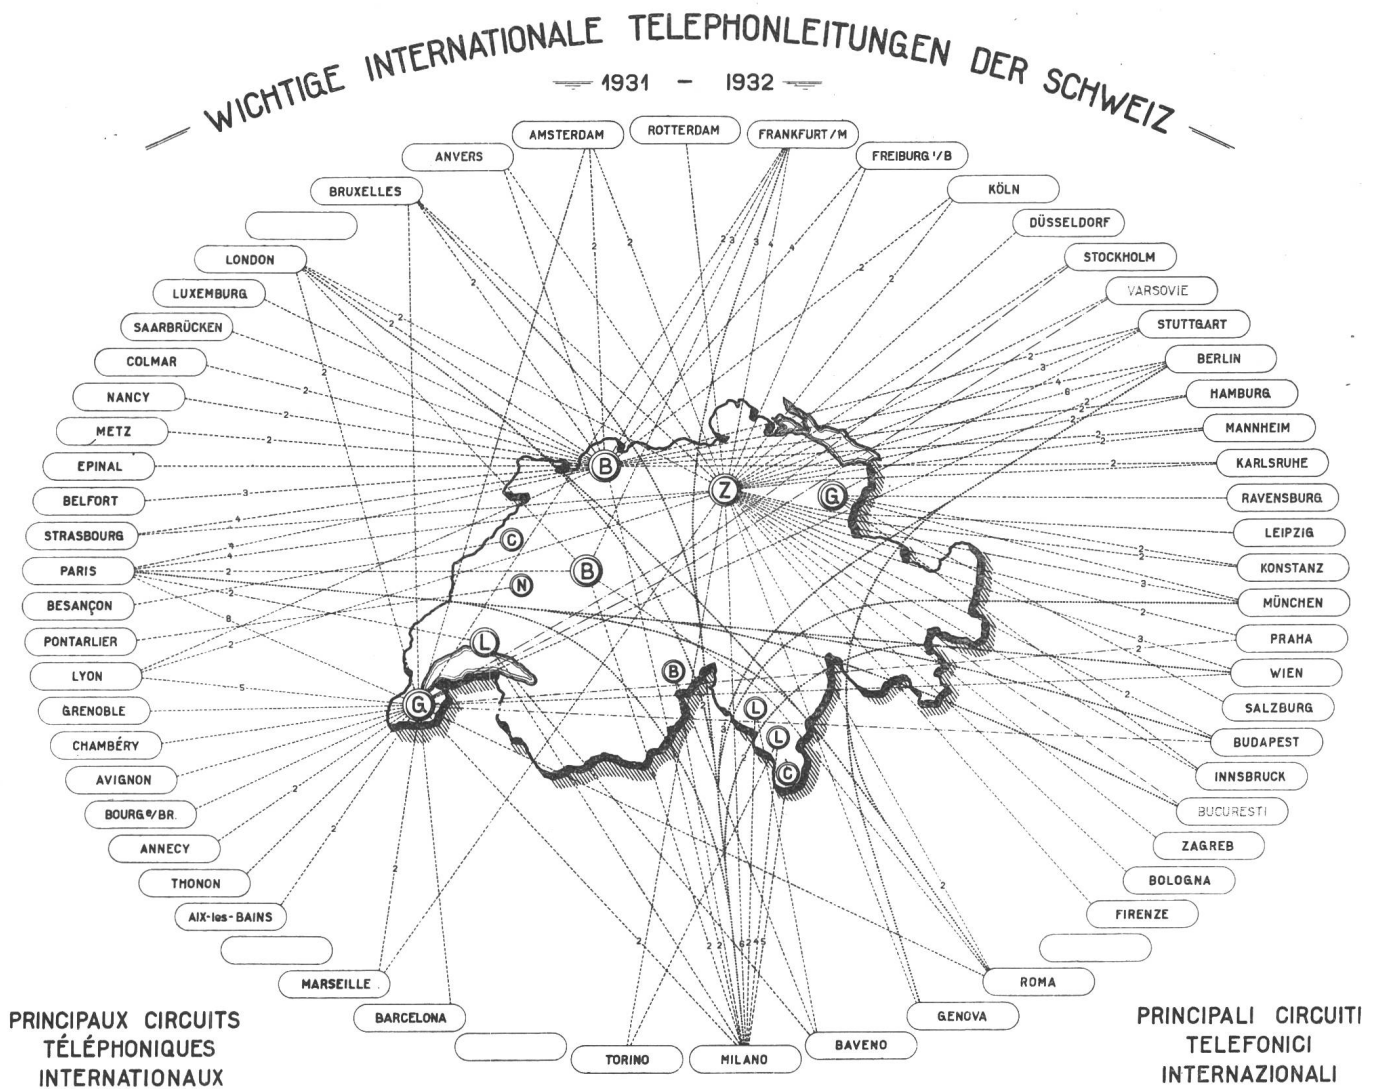 WICHTIGE INTERNATIONALE TELEPHONLEITUNGEN DER SCHWEIZ
1931 - 1932
ROTTERDAM
AMSTERDAM
FRANKFURT/M
ANVERS
FREIBURG I/B
BRUXELLES
KÖLN
DÜSSELDORF
LONDON
STOCKHOLM
LUXEMBURG
VARSOVIE
SAARBRÜCKEN
STUTTGART
COLMAR
BERLIN
NANCY
HAMBURG
METZ
MANNHEIM
EPINAL
KARLSRUHE
BELFORT
RAVENSBURG
STRASBOURG
LEIPZIG
PARIS
KONSTANZ
BESANÇON
MÜNCHEN
PONTARLIER
PRAHA
LYON
WIEN
GRENOBLE
SALZBURG
CHAMBÉRY
BUDAPEST
AVIGNON
INNSBRUCK
BOURG e/BR.
BUCURESTI
ANNECY
ZAGREB
THONON
BOLOGNA
AIX-les-BAINS
FIRENZE
MARSEILLE
ROMA
BARCELONA
GENOVA
TORINO
MILANO
BAVENO
B
Z
G
C
B
N
L
B
G
L
L
C
PRINCIPAUX CIRCUITS
TÉLÉPHONIQUES
INTERNATIONAUX
PRINCIPALI CIRCUITI
TELEFONICI
INTERNAZIONALI